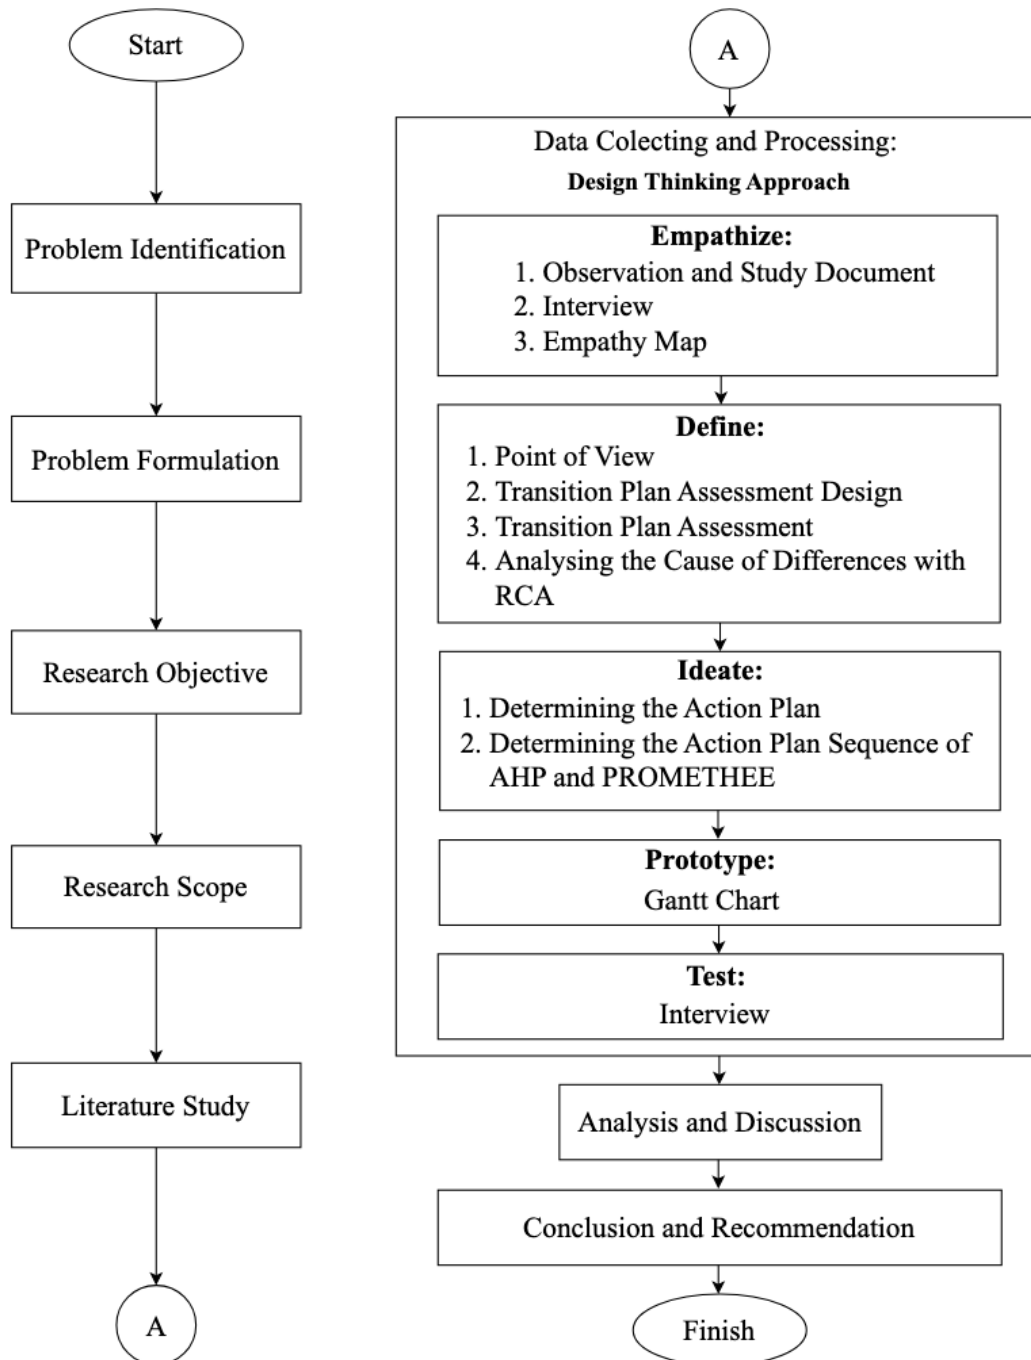 Start
Problem Identification
Problem Formulation
Research Objective
Research Scope
Literature Study
A
A
Data Colecting and Processing:
Design Thinking Approach
Empathize:
1. Observation and Study Document
2. Interview
3. Empathy Map
Define:
1. Point of View
2. Transition Plan Assessment Design
3. Transition Plan Assessment
4. Analysing the Cause of Differences with
RCA
Ideate:
1. Determining the Action Plan
2. Determining the Action Plan Sequence of
AHP and PROMETHEE
Prototype:
Gantt Chart
Test:
Interview
Analysis and Discussion
Conclusion and Recommendation
Finish